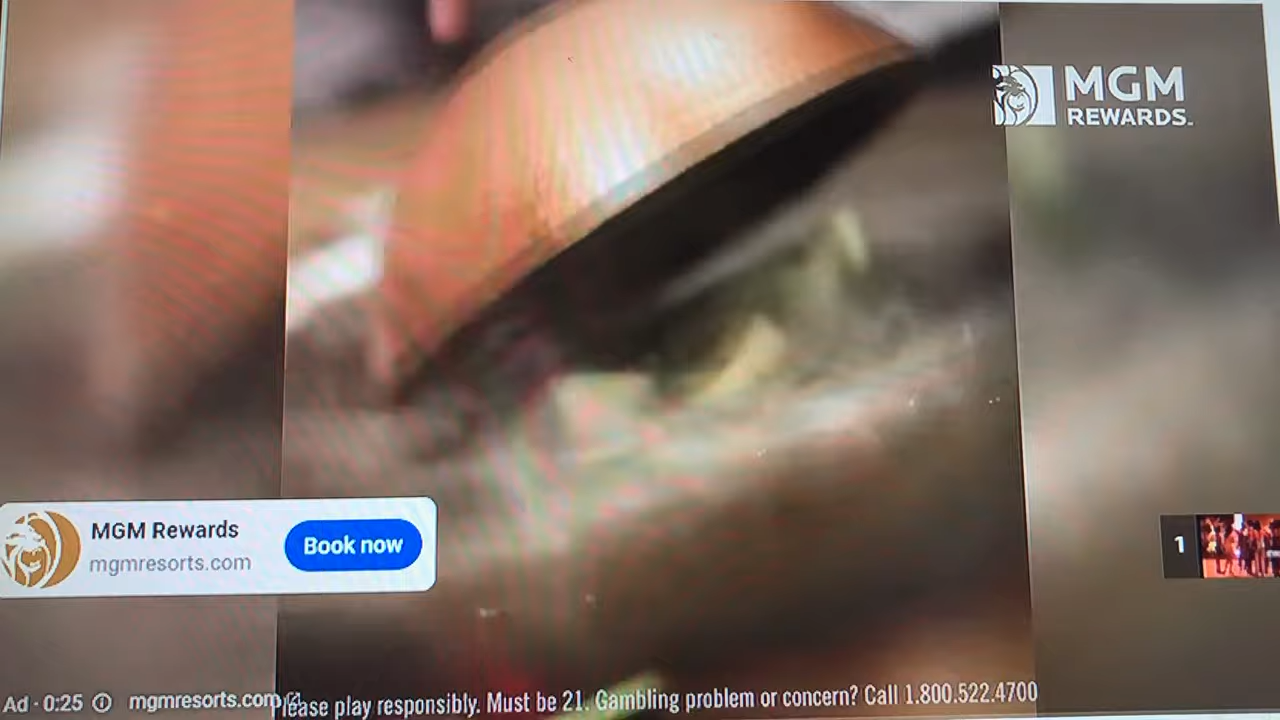 MGM
REWARDS.
MGM Rewards
mgmresorts.com
Book now
1
Ad · 0:25 mgmresorts.com
Please play responsibly. Must be 21. Gambling problem or concern? Call 1.800.522.4700